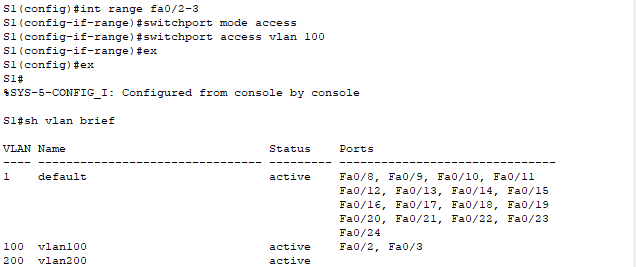 S1(config)#int range fa0/2-3
S1(config-if-range)#switchport mode access
S1(config-if-range)#switchport access vlan 100
S1(config-if-range)#ex
S1(config)#ex
S1#
%SYS-5-CONFIG_I: Configured from console by console
S1#sh vlan brief
VLAN Name                             Status    Ports
---- -------------------------------- --------- -------------------------------
1    default                          active    Fa0/8, Fa0/9, Fa0/10, Fa0/11
                                                Fa0/12, Fa0/13, Fa0/14, Fa0/15
                                                Fa0/16, Fa0/17, Fa0/18, Fa0/19
                                                Fa0/20, Fa0/21, Fa0/22, Fa0/23
                                                Fa0/24
100  vlan100                          active    Fa0/2, Fa0/3
200  vlan200                          active